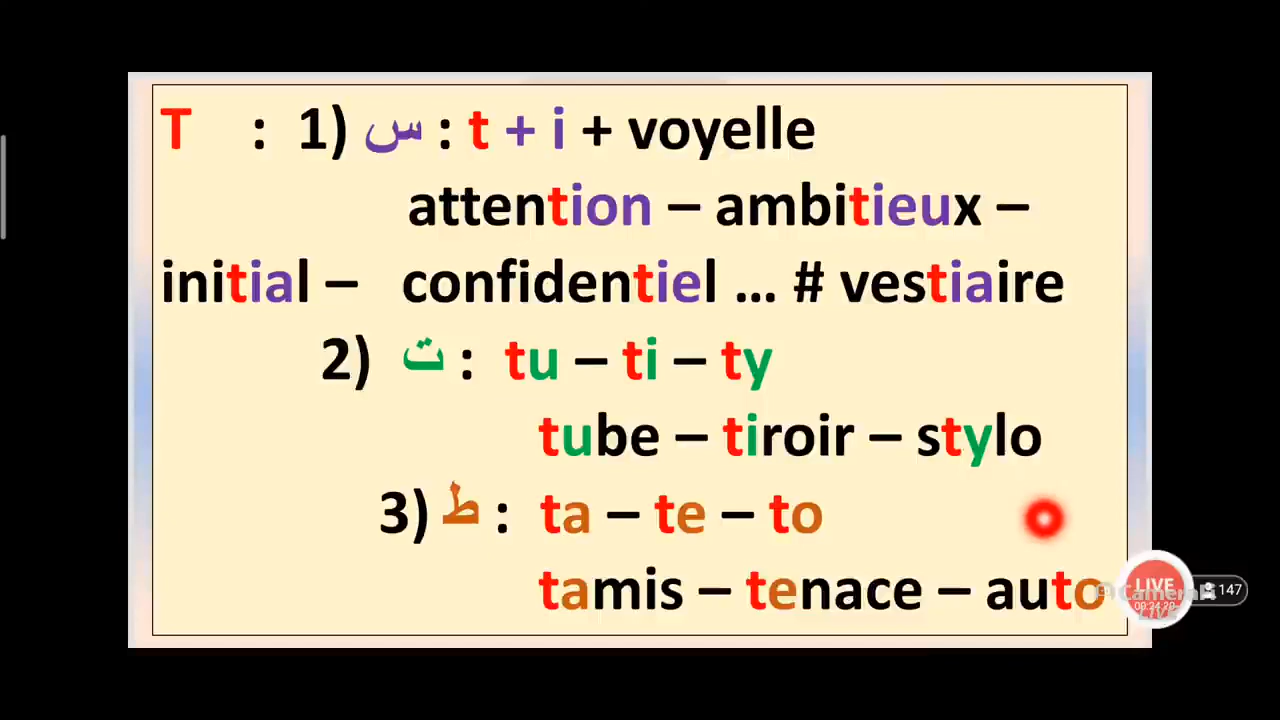 T : 1) س : t + i + voyelle
attention – ambitieux –
initial – confidentiel ... # vestiaire
2) ت : tu – ti – ty
tube – tiroir – stylo
3) ط : ta – te – to
tamis – tenace – auto
LIVE
147